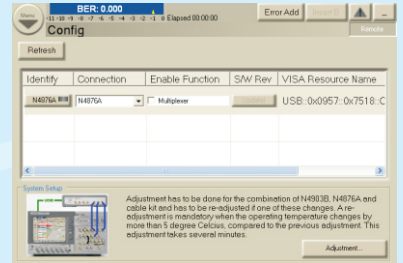 Menu
BER: 0.000
-11 -10 -9 -8 -7 -6 -5 -4 -3 -2 -1 0 Elapsed 00:00:00
Error Add
Config
Remote
Refresh
Identify Connection Enable Function S/W Rev VISA Resource Name
N4876A N4876A Multiplexer USB::0x0957::0x7518::C
System Setup
Adjustment has to be done for the combination of N4903B, N4876A and
cable kit and has to be re-adjusted if one of these changes. A re-
adjustment is mandatory when the operating temperature changes by
more than 5 degree Celcius, compared to the previous adjustment. This
adjustment takes several minutes.
Adjustment...